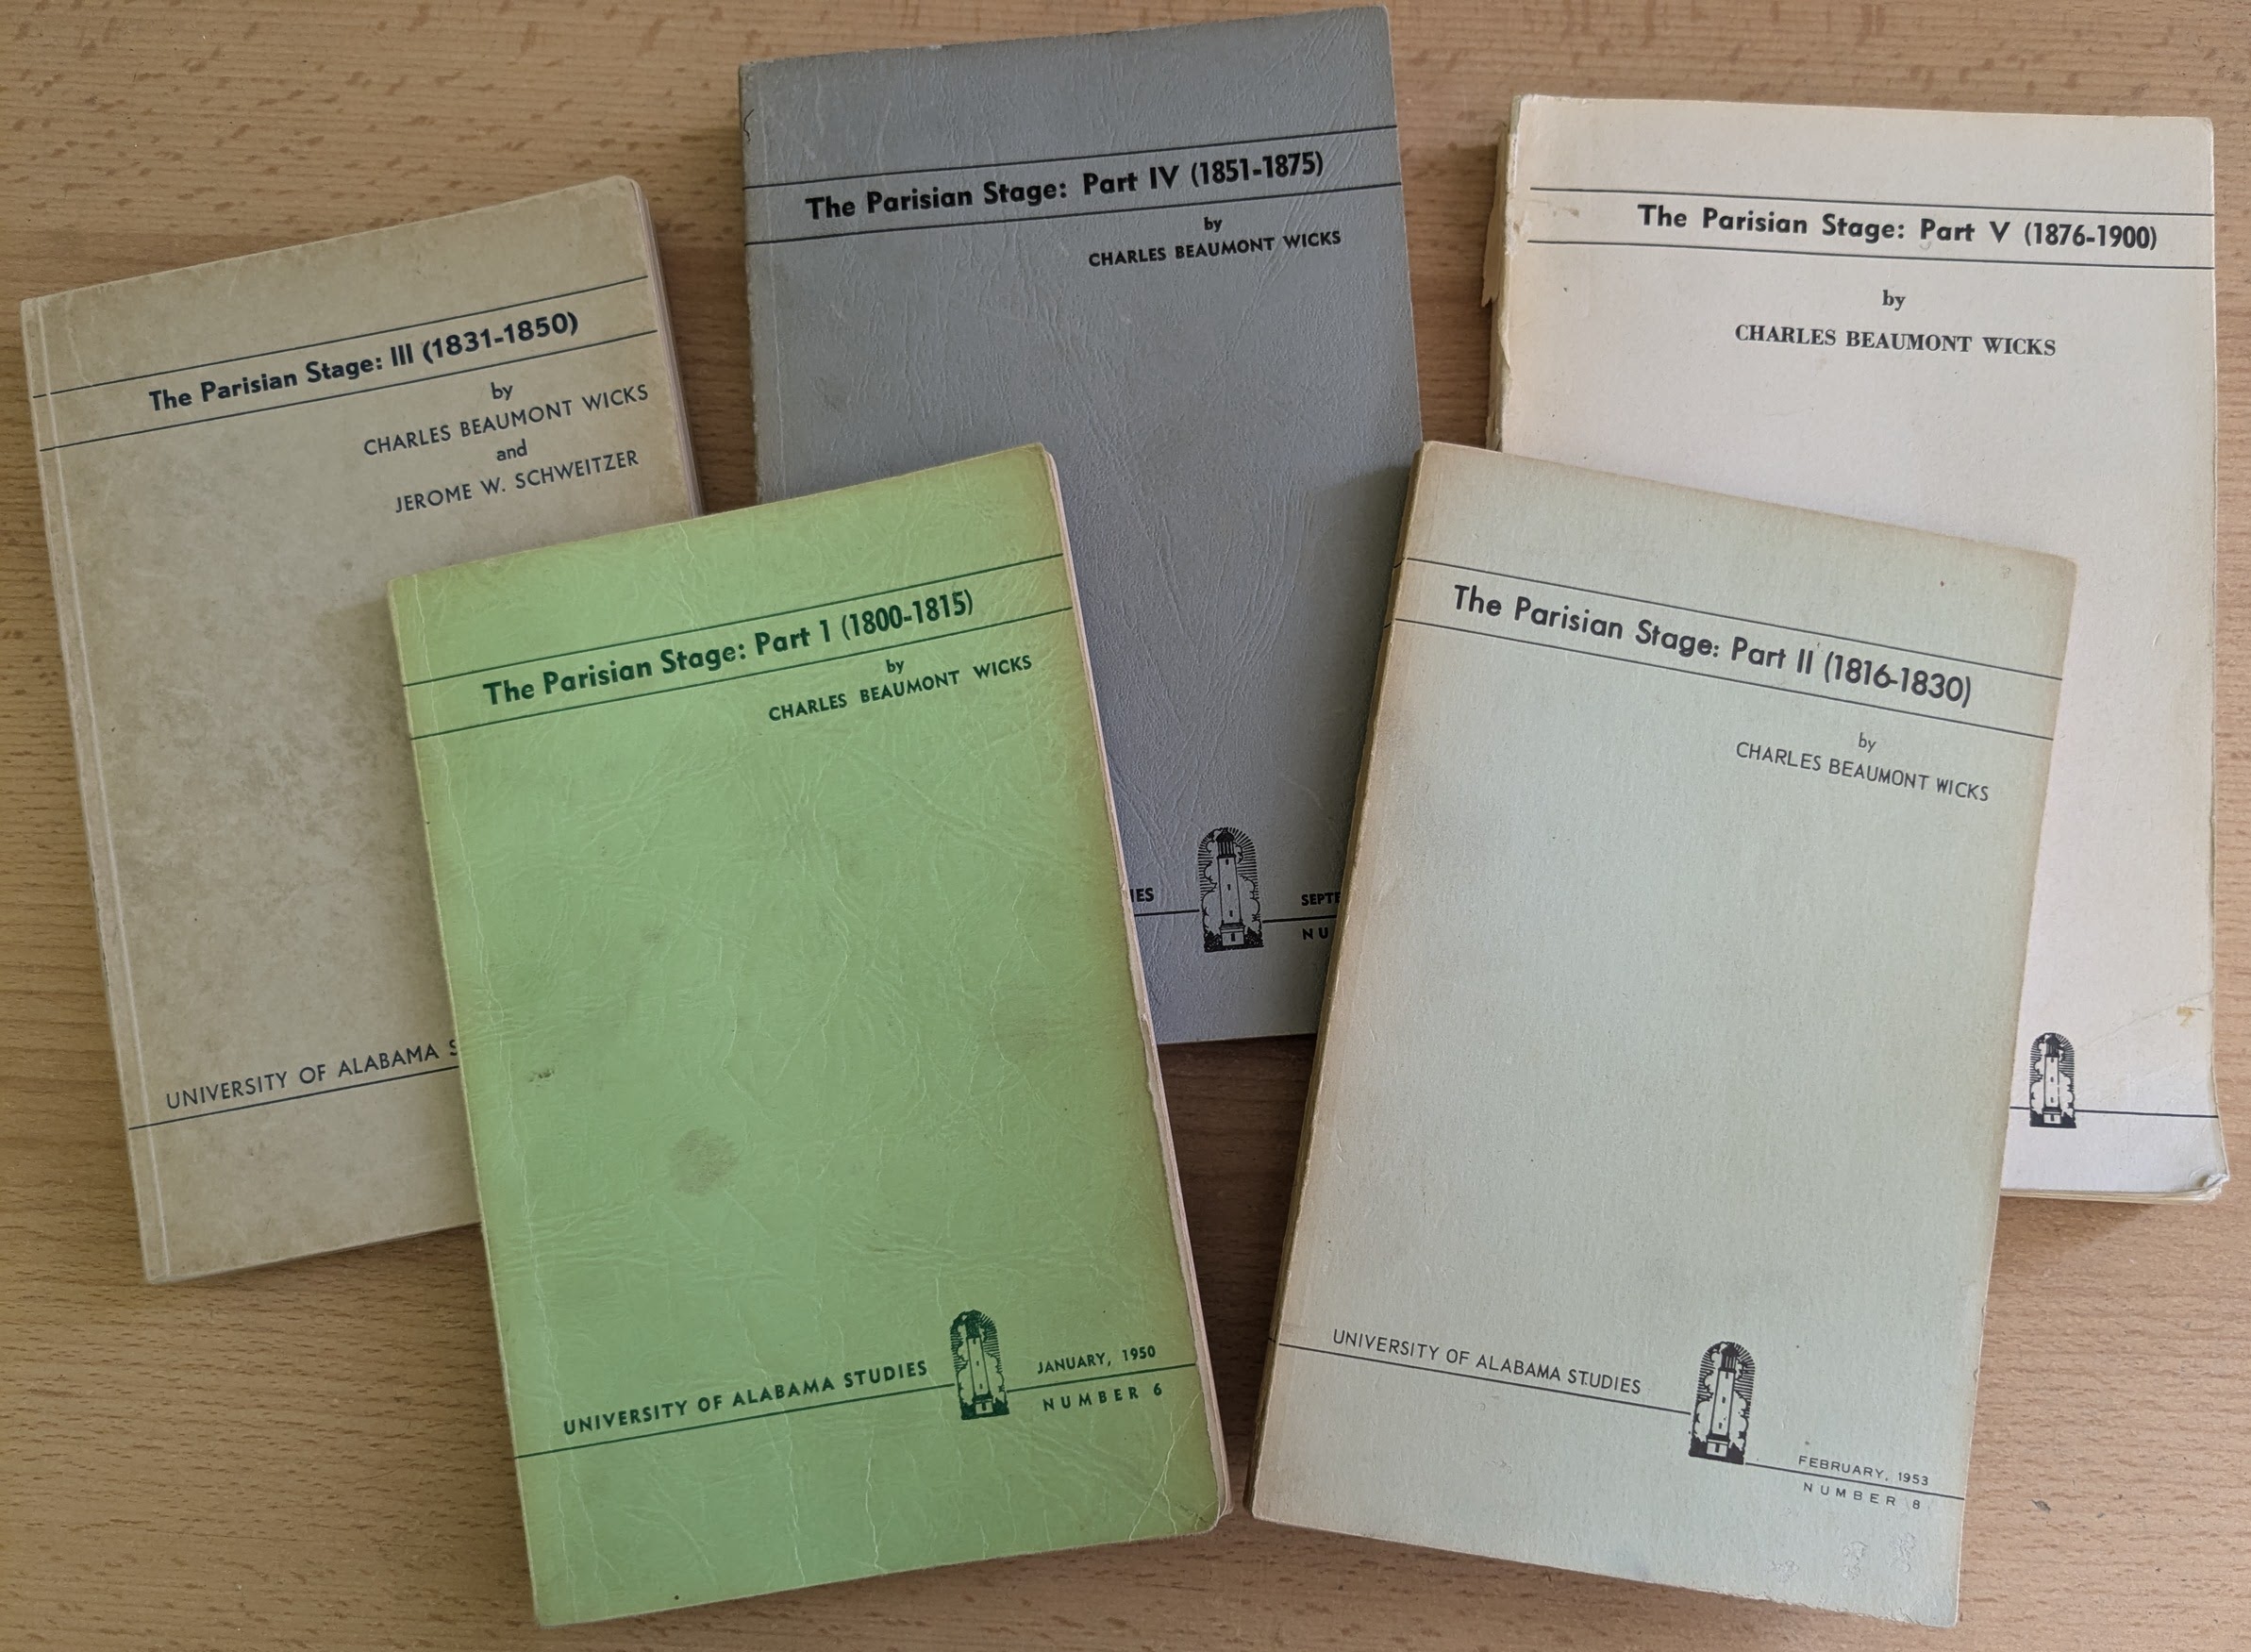 The Parisian Stage: III (1831-1850)
by
CHARLES BEAUMONT WICKS
and
JEROME W. SCHWEITZER
UNIVERSITY OF ALABAMA S
The Parisian Stage: Part IV (1851-1875)
by
CHARLES BEAUMONT WICKS
IES
SEPTE
NU
The Parisian Stage: Part V (1876-1900)
by
CHARLES BEAUMONT WICKS
The Parisian Stage: Part 1 (1800-1815)
by
CHARLES BEAUMONT WICKS
UNIVERSITY OF ALABAMA STUDIES
JANUARY, 1950
NUMBER 6
The Parisian Stage: Part II (1816-1830)
by
CHARLES BEAUMONT WICKS
UNIVERSITY OF ALABAMA STUDIES
FEBRUARY, 1953
NUMBER 8